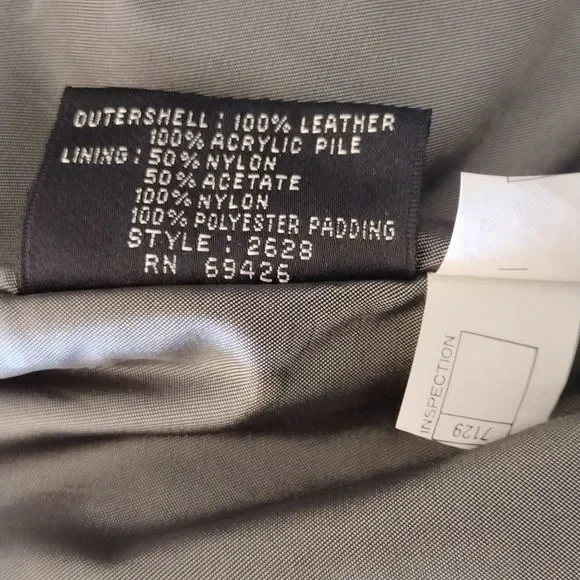 OUTERSHELL: 100% LEATHER
100% ACRYLIC PILE
LINING: 50% NYLON
50% ACETATE
100% NYLON
100% POLYESTER PADDING
STYLE: 2628
RN 69426
INSPECTION
7129